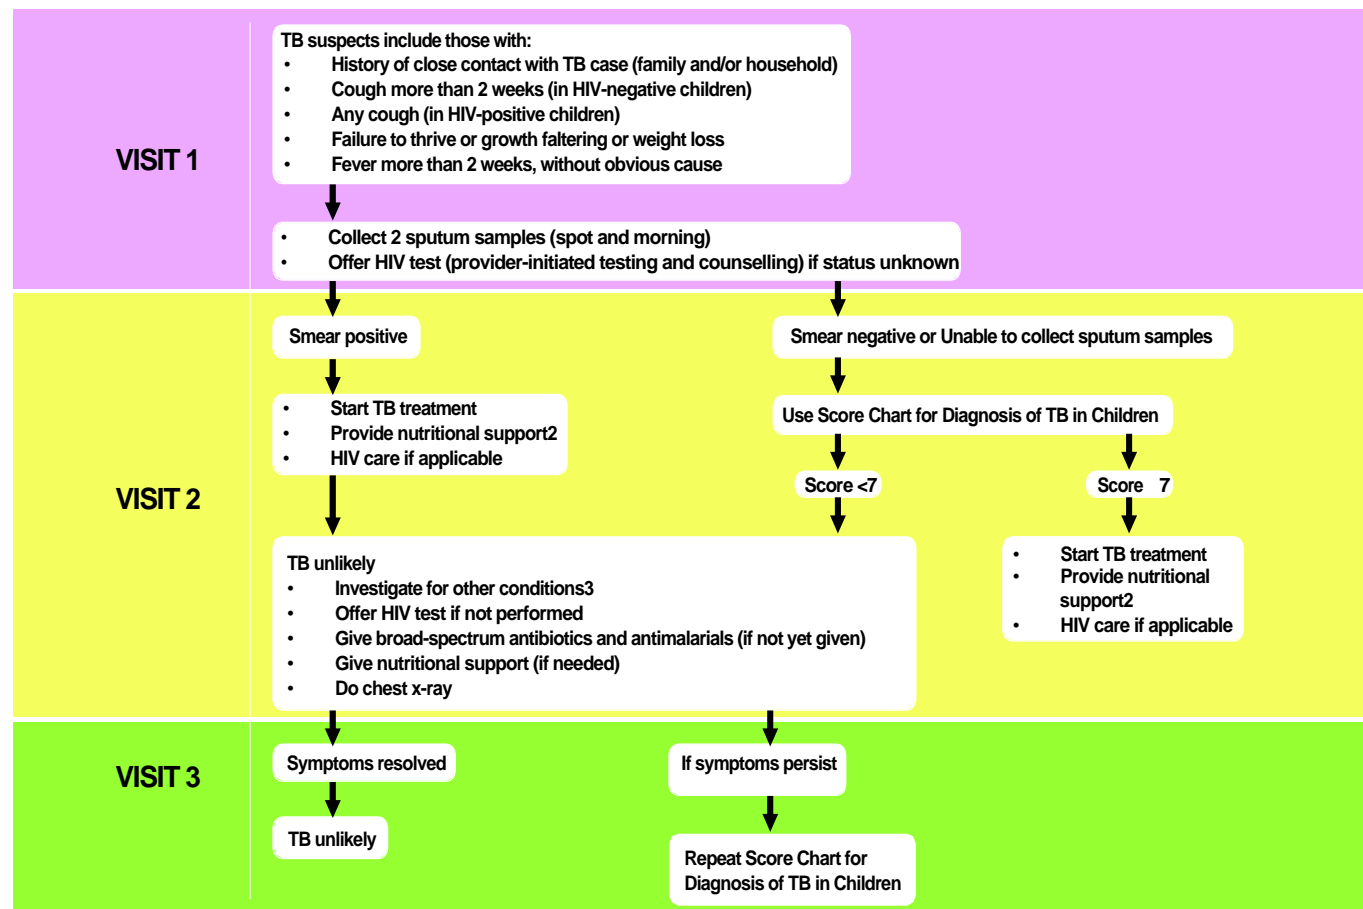 VISIT 1
TB suspects include those with:
• History of close contact with TB case (family and/or household)
• Cough more than 2 weeks (in HIV-negative children)
• Any cough (in HIV-positive children)
• Failure to thrive or growth faltering or weight loss
• Fever more than 2 weeks, without obvious cause
• Collect 2 sputum samples (spot and morning)
• Offer HIV test (provider-initiated testing and counselling) if status unknown
VISIT 2
Smear positive
Smear negative or Unable to collect sputum samples
• Start TB treatment
• Provide nutritional support2
• HIV care if applicable
Use Score Chart for Diagnosis of TB in Children
Score <7
Score 7
TB unlikely
• Investigate for other conditions3
• Offer HIV test if not performed
• Give broad-spectrum antibiotics and antimalarials (if not yet given)
• Give nutritional support (if needed)
• Do chest x-ray
• Start TB treatment
• Provide nutritional
support2
• HIV care if applicable
VISIT 3
Symptoms resolved
If symptoms persist
TB unlikely
Repeat Score Chart for
Diagnosis of TB in Children